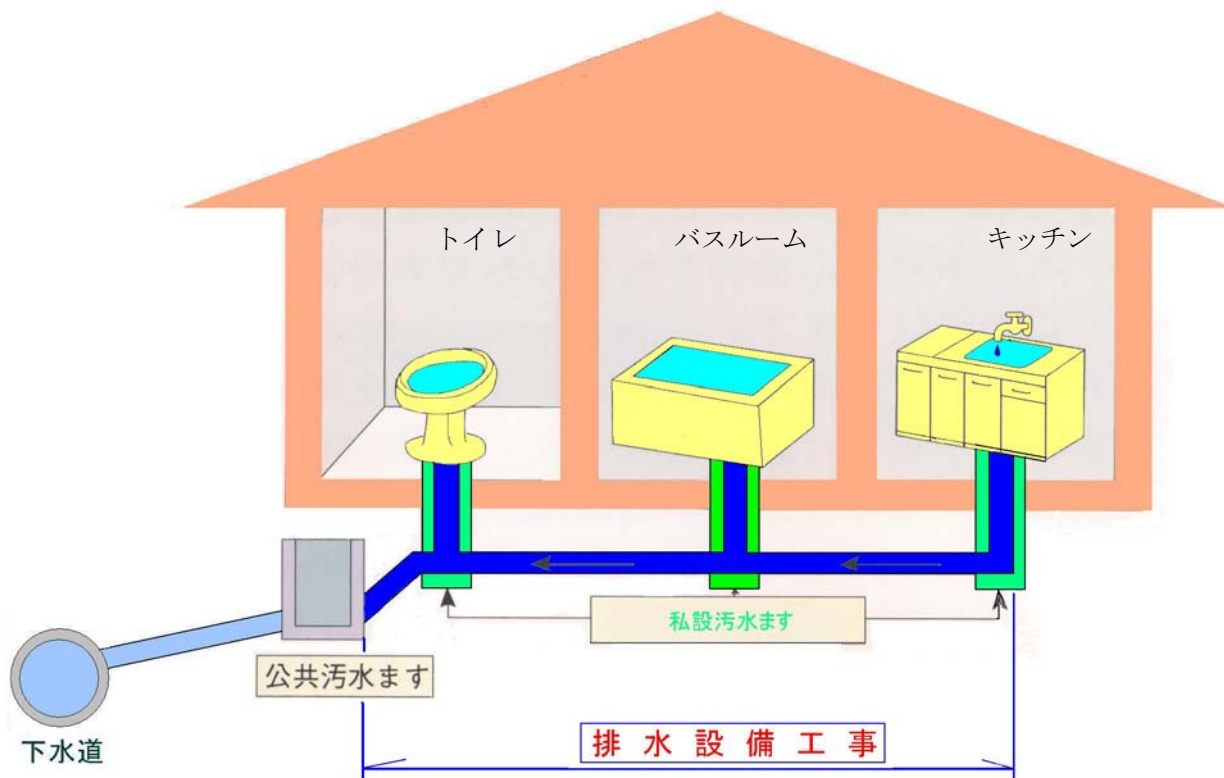 トイレ
バスルーム
キッチン
私設汚水ます
公共汚水ます
下水道
排水設備工事